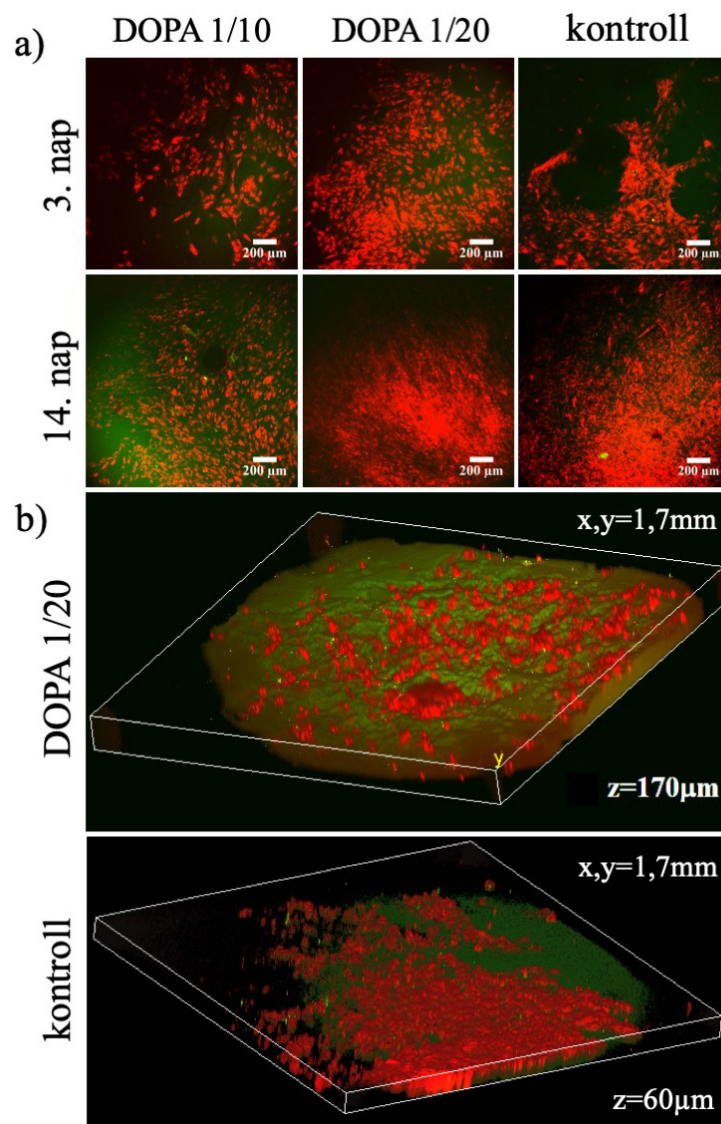 a)
DOPA 1/10
DOPA 1/20
kontroll
3. nap
200 µm
200 µm
200 µm
14. nap
200 µm
200 µm
200 µm
b)
DOPA 1/20
x,y=1,7mm
y
z=170µm
kontroll
x,y=1,7mm
z=60µm